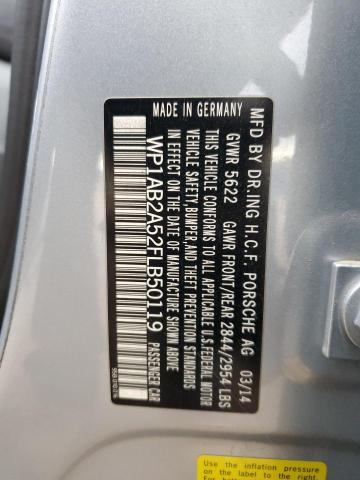 MADE IN GERMANY
MFD BY DR.ING H.C.F. PORSCHE AG 03/14
GVWR 5622 GAWR FRONT/REAR 2844/2954 LBS
THIS VEHICLE CONFORMS TO ALL APPLICABLE U.S.FEDERAL MOTOR
VEHICLE SAFETY,BUMPER,AND THEFT PREVENTION STANDARDS
IN EFFECT ON THE DATE OF MANUFACTURE SHOWN
ABOVE
WP1AB2A52FLB50119 PASSENGER CAR
Use the inflation pressure
on the label to the right.